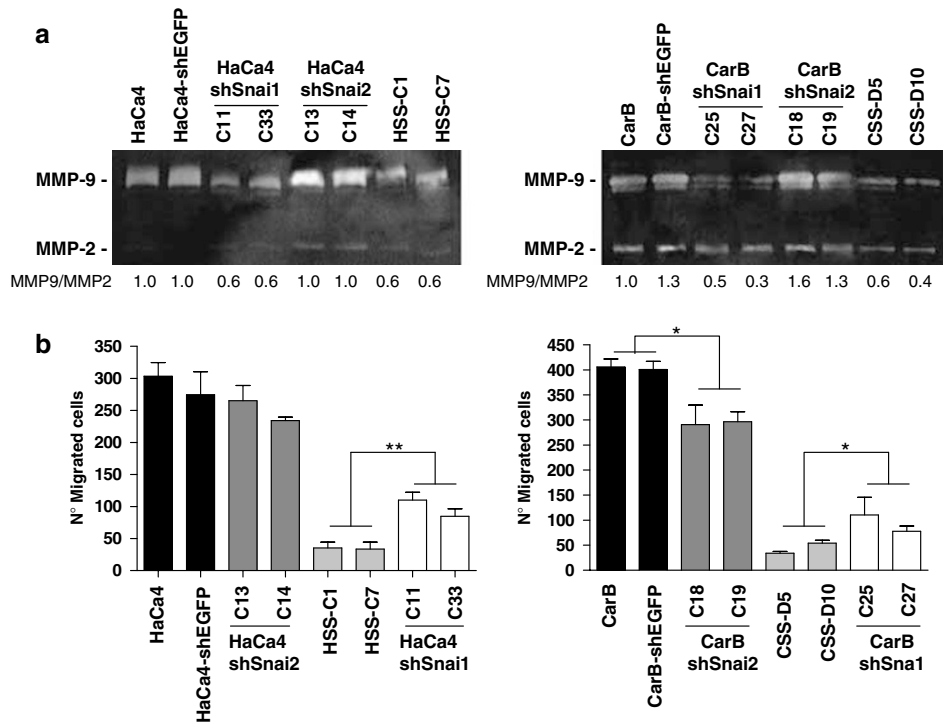 a
HaCa4
HaCa4-shEGFP
HaCa4
shSnai1
C11
C33
HaCa4
shSnai2
C13
C14
HSS-C1
HSS-C7
MMP-9 -
MMP-2 -
MMP9/MMP2
1.0 1.0 0.6 0.6 1.0 1.0 0.6 0.6
CarB
CarB-shEGFP
CarB
shSnai1
C25
C27
CarB
shSnai2
C18
C19
CSS-D5
CSS-D10
MMP-9 -
MMP-2 -
MMP9/MMP2
1.0 1.3 0.5 0.3 1.6 1.3 0.6 0.4
b
N° Migrated cells
350
300
250
200
150
100
50
0
**
HaCa4
HaCa4-shEGFP
C13
C14
HaCa4
shSnai2
HSS-C1
HSS-C7
C11
C33
HaCa4
shSnai1
N° Migrated cells
450
400
350
300
250
200
150
100
50
0
*
*
CarB
CarB-shEGFP
C18
C19
CarB
shSnai2
CSS-D5
CSS-D10
C25
C27
CarB
shSna1